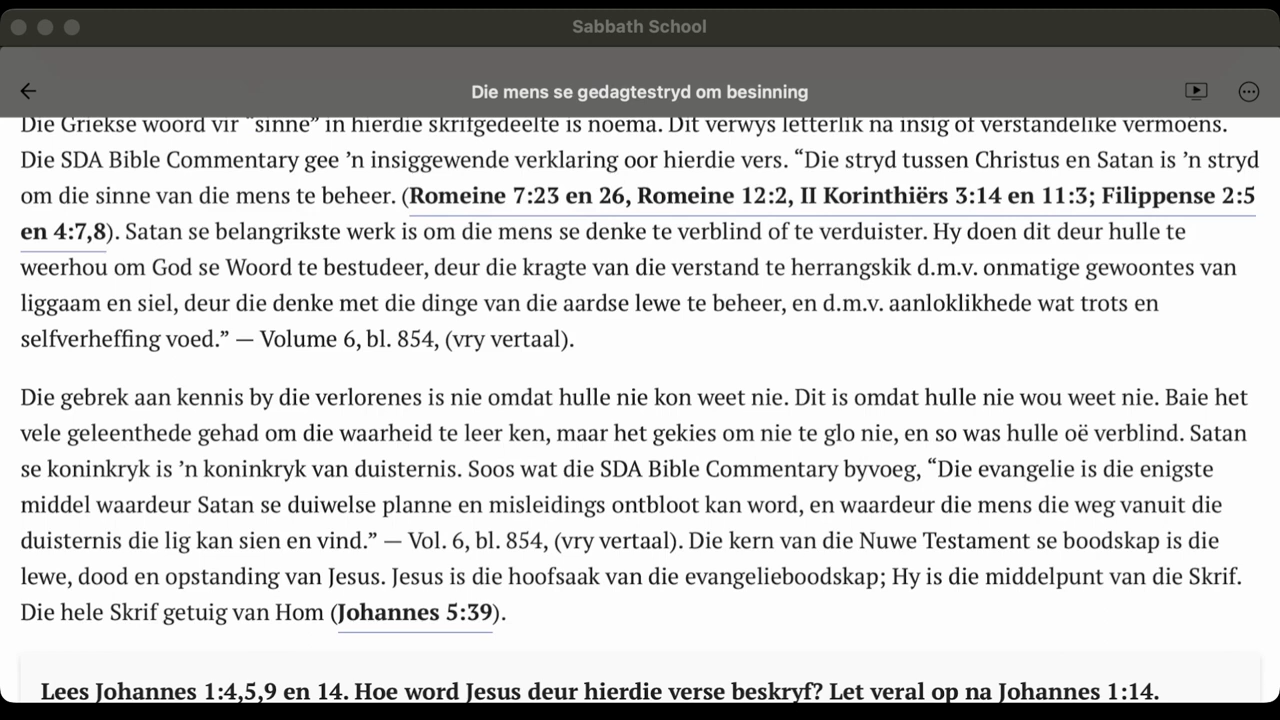 Sabbath School
Die mens se gedagtestryd om besinning
Die Griekse woord vir “sinne” in hierdie skrifgedeelte is noema. Dit verwys letterlik na insig of verstandelike vermoëns.
Die SDA Bible Commentary gee ’n insiggewende verklaring oor hierdie vers. “Die stryd tussen Christus en Satan is ’n stryd
om die sinne van die mens te beheer. (Romeine 7:23 en 26, Romeine 12:2, II Korinthiërs 3:14 en 11:3; Filippense 2:5
en 4:7,8). Satan se belangrikste werk is om die mens se denke te verblind of te verduister. Hy doen dit deur hulle te
weerhou om God se Woord te bestudeer, deur die kragte van die verstand te herrangskik d.m.v. onmatige gewoontes van
liggaam en siel, deur die denke met die dinge van die aardse lewe te beheer, en d.m.v. aanloklikhede wat trots en
selfverheffing voed.” — Volume 6, bl. 854, (vry vertaal).
Die gebrek aan kennis by die verlorenes is nie omdat hulle nie kon weet nie. Dit is omdat hulle nie wou weet nie. Baie het
vele geleenthede gehad om die waarheid te leer ken, maar het gekies om nie te glo nie, en so was hulle oë verblind. Satan
se koninkryk is ’n koninkryk van duisternis. Soos wat die SDA Bible Commentary byvoeg, “Die evangelie is die enigste
middel waardeur Satan se duiwelse planne en misleidings ontbloot kan word, en waardeur die mens die weg vanuit die
duisternis die lig kan sien en vind.” — Vol. 6, bl. 854, (vry vertaal). Die kern van die Nuwe Testament se boodskap is die
lewe, dood en opstanding van Jesus. Jesus is die hoofsaak van die evangelieboodskap; Hy is die middelpunt van die Skrif.
Die hele Skrif getuig van Hom (Johannes 5:39).
Lees Johannes 1:4,5,9 en 14. Hoe word Jesus deur hierdie verse beskryf? Let veral op na Johannes 1:14.